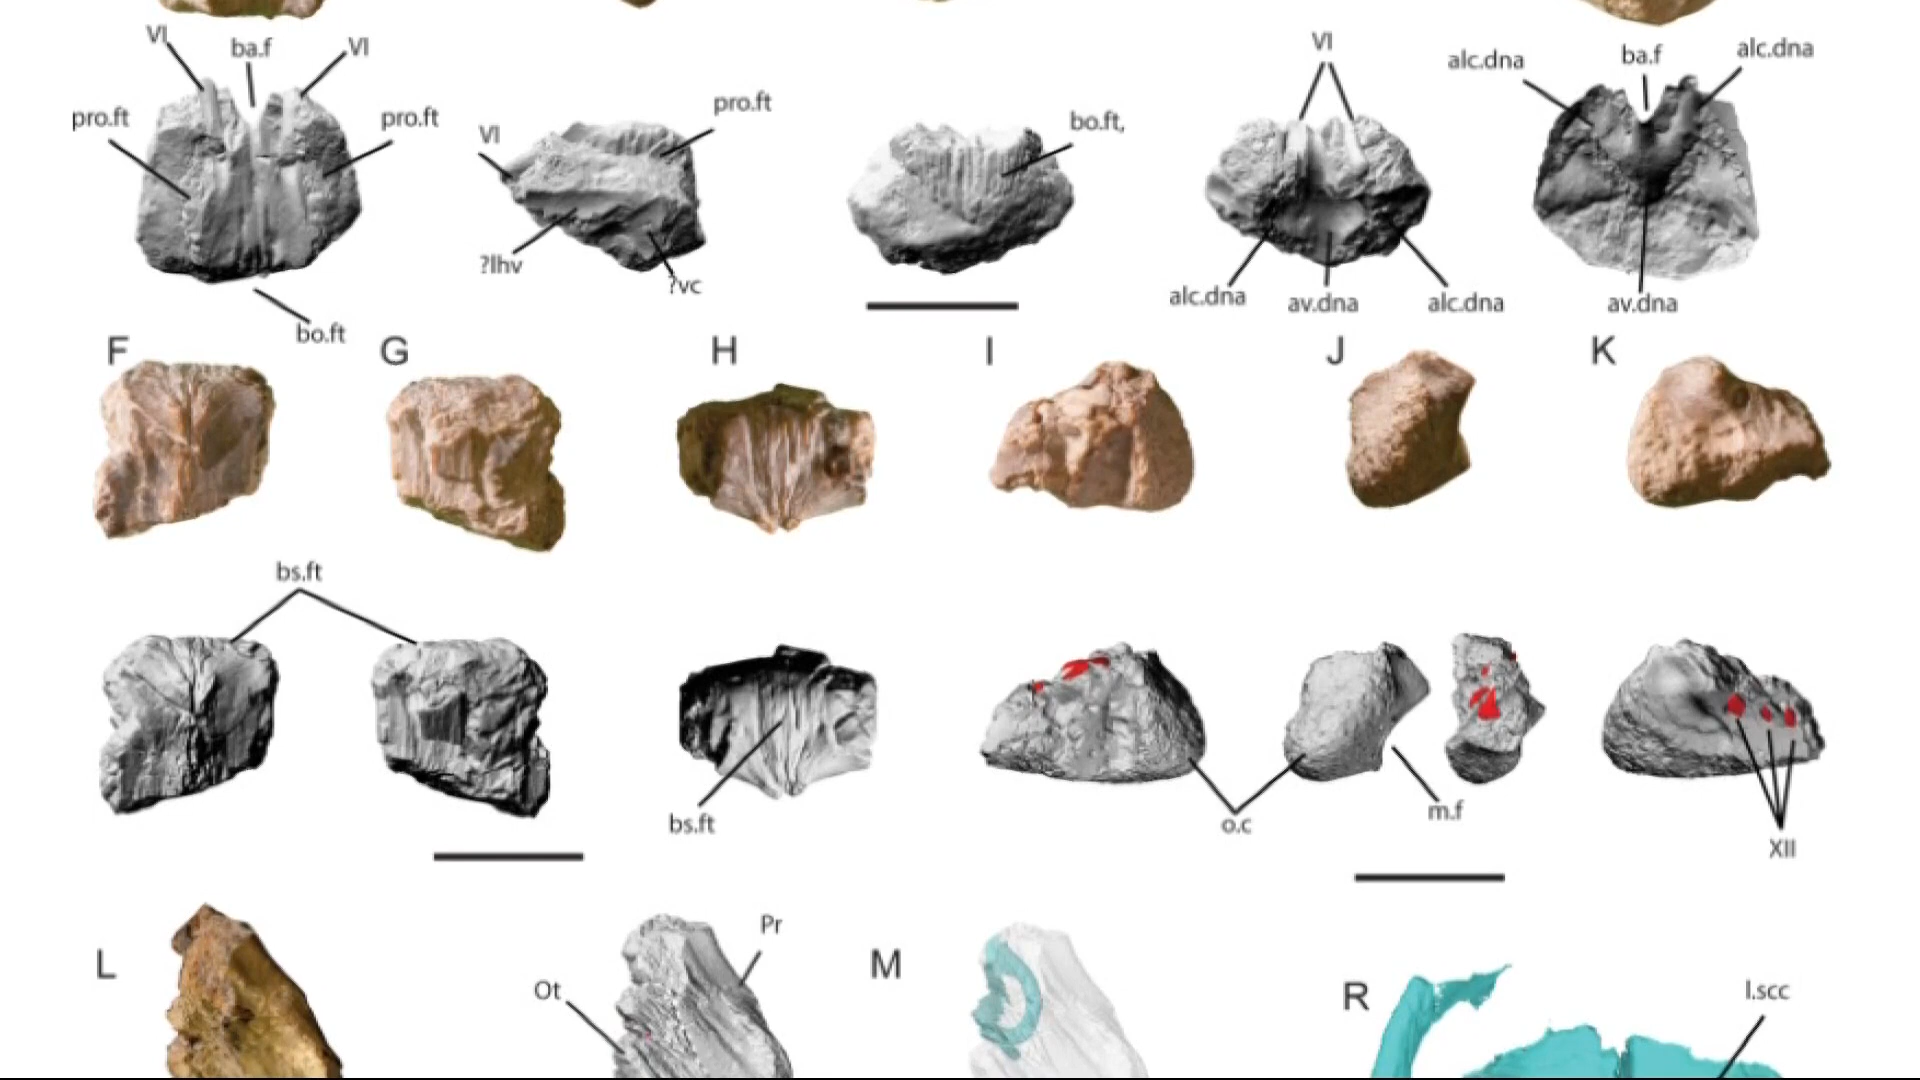 VI ba.f VI
pro.ft pro.ft
bo.ft
VI pro.ft
?lhv ?vc
bo.ft,
VI
alc.dna av.dna alc.dna
alc.dna ba.f alc.dna
av.dna
F G H I J K
bs.ft
bs.ft
o.c m.f
XII
L Ot Pr M R l.scc